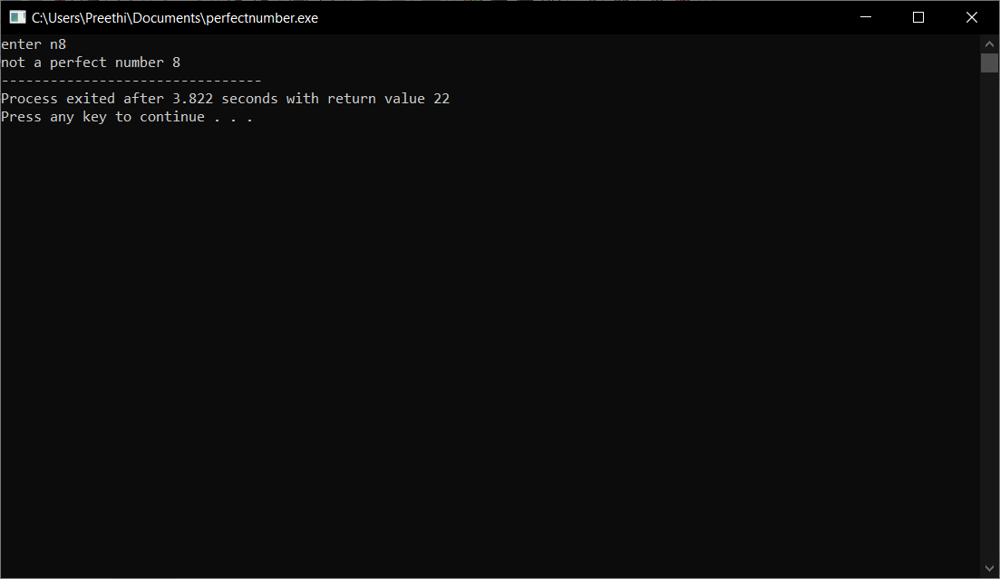 C:\Users\Preethi\Documents\perfectnumber.exe
enter n8
not a perfect number 8
--------------------------------
Process exited after 3.822 seconds with return value 22
Press any key to continue . . .